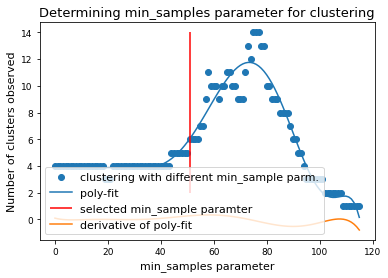 Determining min_samples parameter for clustering
Number of clusters observed
14
12
10
8
6
4
2
0
clustering with different min_sample parm.
poly-fit
selected min_sample paramter
derivative of poly-fit
0 20 40 60 80 100 120
min_samples parameter